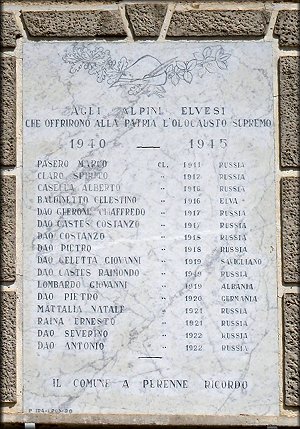 AGLI ALPINI ELVESI
CHE OFFRIRONO ALLA PATRIA L'OLOCAUSTO SUPREMO
1940 — 1945
PASERO MARCO CL. 1911 RUSSIA
CLARO SPIRITO " 1912 RUSSIA
CASELLA ALBERTO " 1916 RUSSIA
BALDINETTO CELESTINO " 1916 ELVA
DAO GERONE CHIAFFREDO " 1917 RUSSIA
DAO CASTES COSTANZO " 1917 RUSSIA
DAO COSTANZO " 1918 RUSSIA
DAO PIETRO " 1918 RUSSIA
DAO CELETTA GIOVANNI 1919 SAVIGLIANO
DAO CASTES RAIMONDO " 1919 RUSSIA
LOMBARDO GIOVANNI " 1919 ALBANIA
DAO PIETRO " 1920 GERMANIA
MATTALIA NATALE " 1921 RUSSIA
RAINA ERNESTO " 1921 RUSSIA
DAO SEVERINO " 1922 RUSSIA
DAO ANTONIO " 1922 RUSSIA
IL COMUNE A PERENNE RICORDO